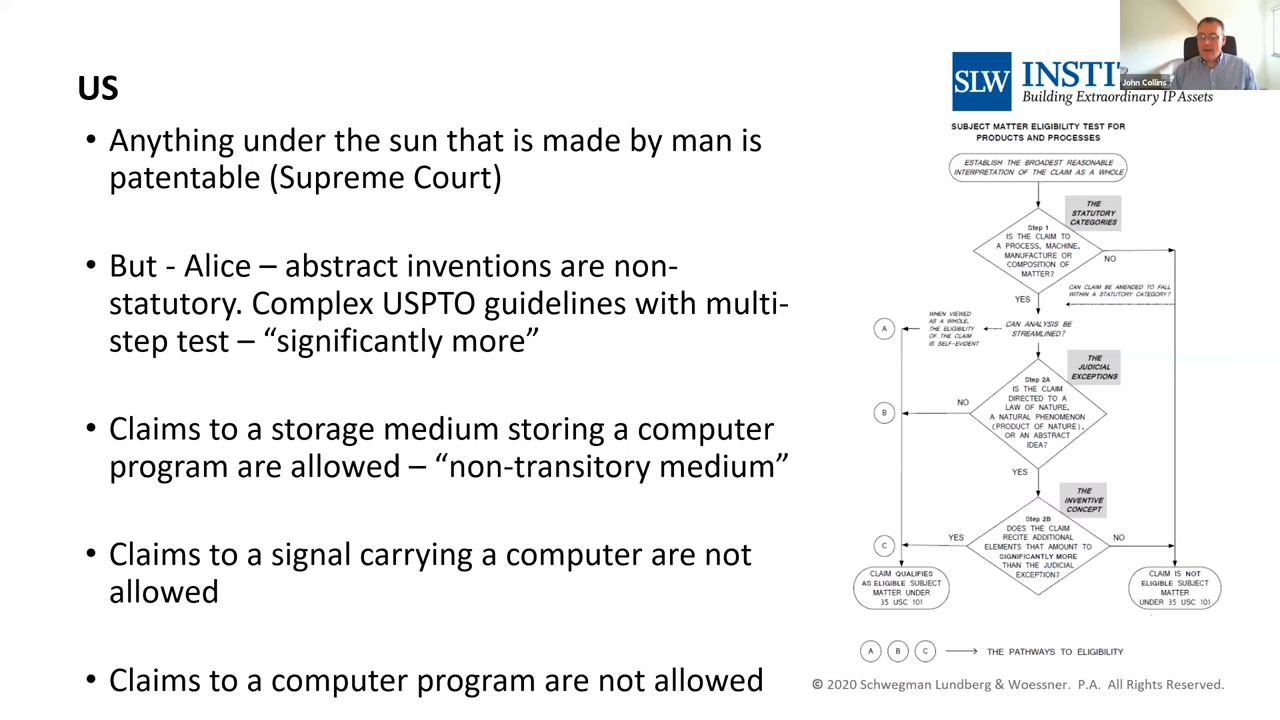 US
• Anything under the sun that is made by man is
patentable (Supreme Court)
• But - Alice – abstract inventions are non-
statutory. Complex USPTO guidelines with multi-
step test – “significantly more”
• Claims to a storage medium storing a computer
program are allowed – “non-transitory medium”
• Claims to a signal carrying a computer are not
allowed
• Claims to a computer program are not allowed
SLW
INSTI
Building Extraordinary IP Assets
John Collins
SUBJECT MATTER ELIGIBILITY TEST FOR
PRODUCTS AND PROCESSES
ESTABLISH THE BROADEST REASONABLE
INTERPRETATION OF THE CLAIM AS A WHOLE
THE
STATUTORY
CATEGORIES
Step 1
IS THE CLAIM TO
A PROCESS, MACHINE,
MANUFACTURE OR
COMPOSITION OF
MATTER?
NO
YES
CAN CLAIM BE AMENDED TO FALL
WITHIN A STATUTORY CATEGORY?
A
WHEN VIEWED
AS A WHOLE,
THE ELIGIBILITY
OF THE CLAIM
IS SELF-EVIDENT
CAN ANALYSIS BE
STREAMLINED?
THE
JUDICIAL
EXCEPTIONS
Step 2A
IS THE CLAIM
DIRECTED TO A
LAW OF NATURE,
A NATURAL PHENOMENON
(PRODUCT OF NATURE),
OR AN ABSTRACT
IDEA?
NO
B
YES
THE
INVENTIVE
CONCEPT
Step 2B
DOES THE CLAIM
RECITE ADDITIONAL
ELEMENTS THAT AMOUNT TO
SIGNIFICANTLY MORE
THAN THE JUDICIAL
EXCEPTION?
YES
NO
C
CLAIM QUALIFIES
AS ELIGIBLE SUBJECT
MATTER UNDER
35 USC 101
CLAIM IS NOT
ELIGIBLE SUBJECT
MATTER
UNDER 35 USC 101
A B C THE PATHWAYS TO ELIGIBILITY
© 2020 Schwegman Lundberg & Woessner. P.A. All Rights Reserved.